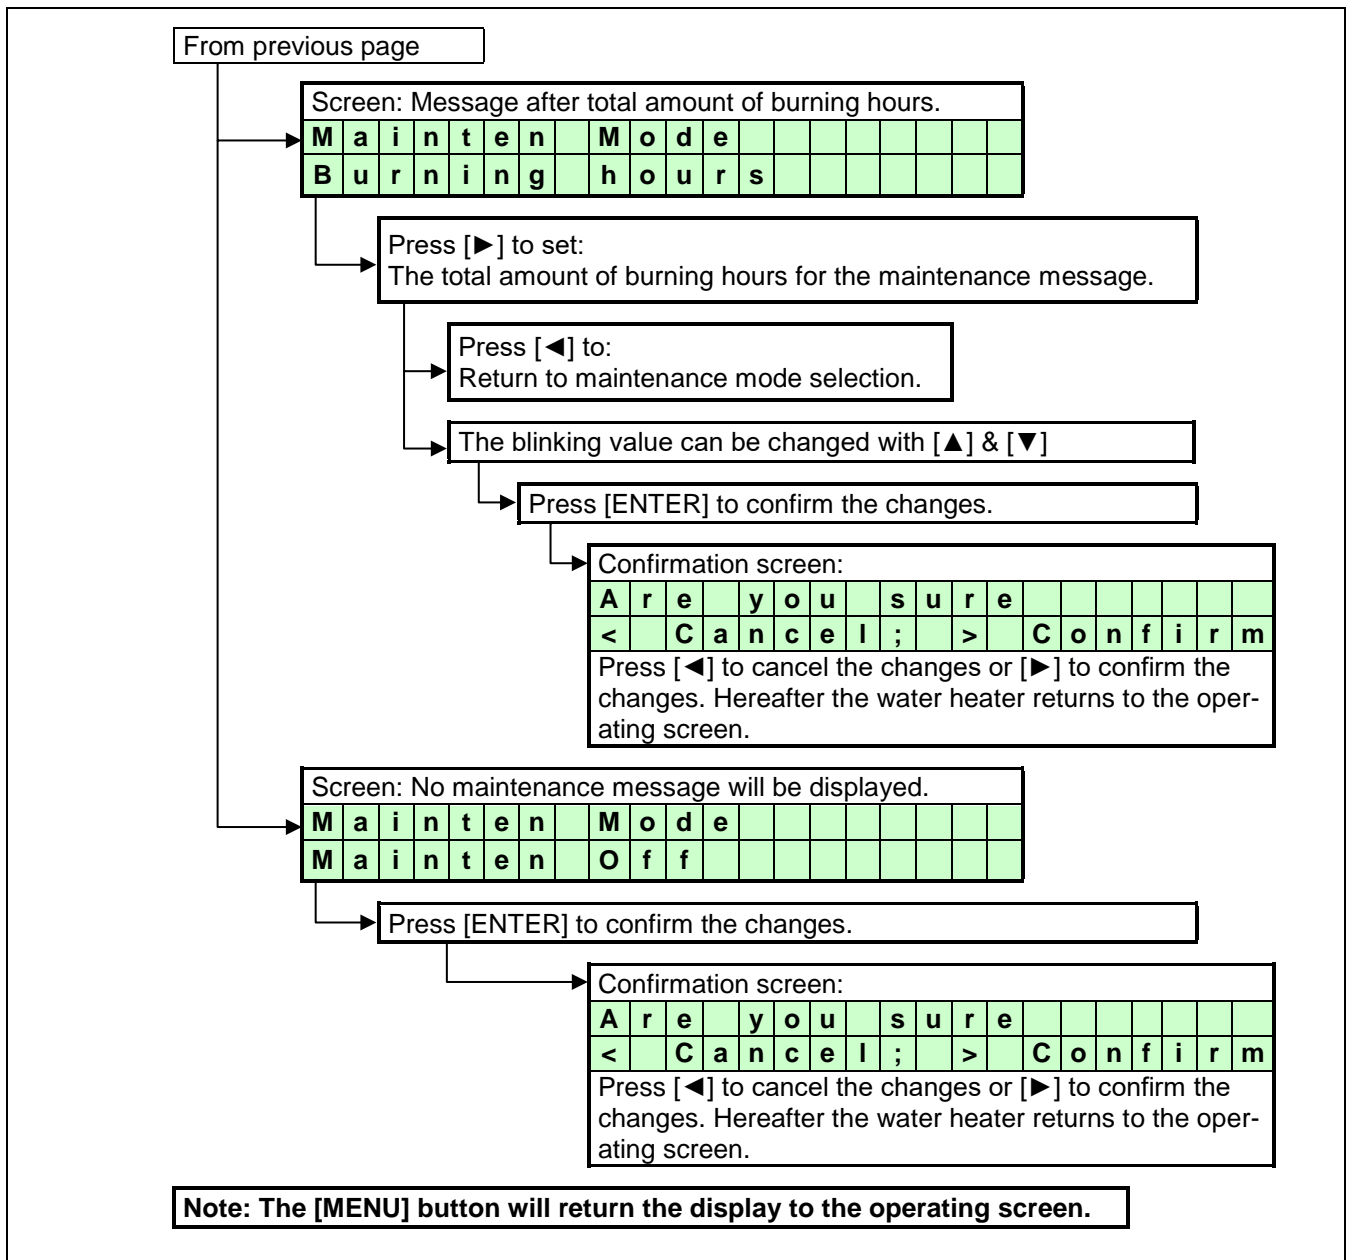 From previous page
Screen: Message after total amount of burning hours.
Mainten Mode
Burning hours
Press [►] to set:
The total amount of burning hours for the maintenance message.
Press [◄] to:
Return to maintenance mode selection.
The blinking value can be changed with [▲] & [▼]
Press [ENTER] to confirm the changes.
Confirmation screen:
Are you sure
< Cancel; > Confirm
Press [◄] to cancel the changes or [►] to confirm the
changes. Hereafter the water heater returns to the oper-
ating screen.
Screen: No maintenance message will be displayed.
Mainten Mode
Mainten Off
Press [ENTER] to confirm the changes.
Confirmation screen:
Are you sure
< Cancel; > Confirm
Press [◄] to cancel the changes or [►] to confirm the
changes. Hereafter the water heater returns to the oper-
ating screen.
Note: The [MENU] button will return the display to the operating screen.